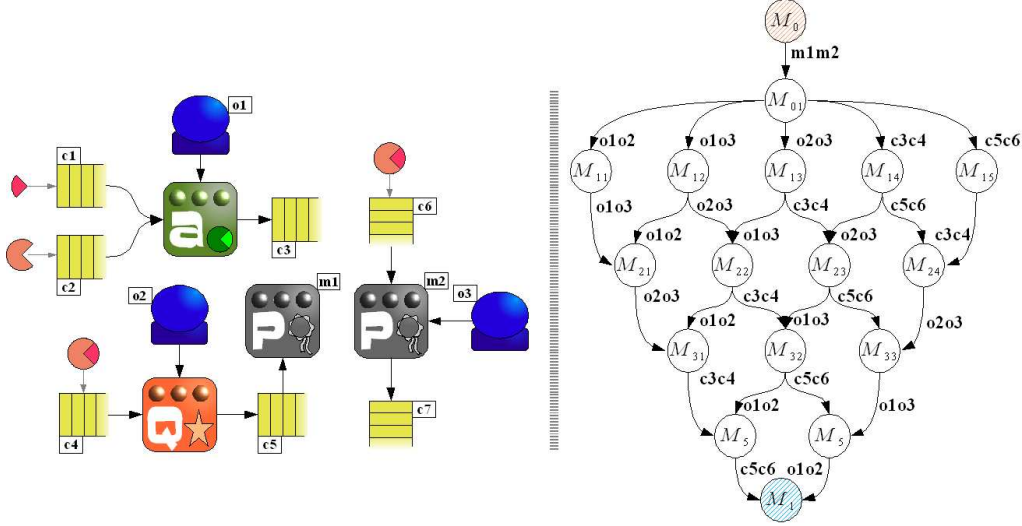 o1
c1
c2
a
c3
c6
m1
m2
o2
o3
P
P
c4
Q
c5
c7
M0
m1m2
M01
o1o2
o1o3
o2o3
c3c4
c5c6
M11
M12
M13
M14
M15
o1o3
o2o3
c3c4
c5c6
o1o2
o1o3
o2o3
c3c4
M21
M22
M23
M24
o2o3
c3c4
c5c6
o1o2
o1o3
o2o3
M31
M32
M33
c3c4
c5c6
o1o2
o1o3
M5
M5
c5c6
o1o2
M1